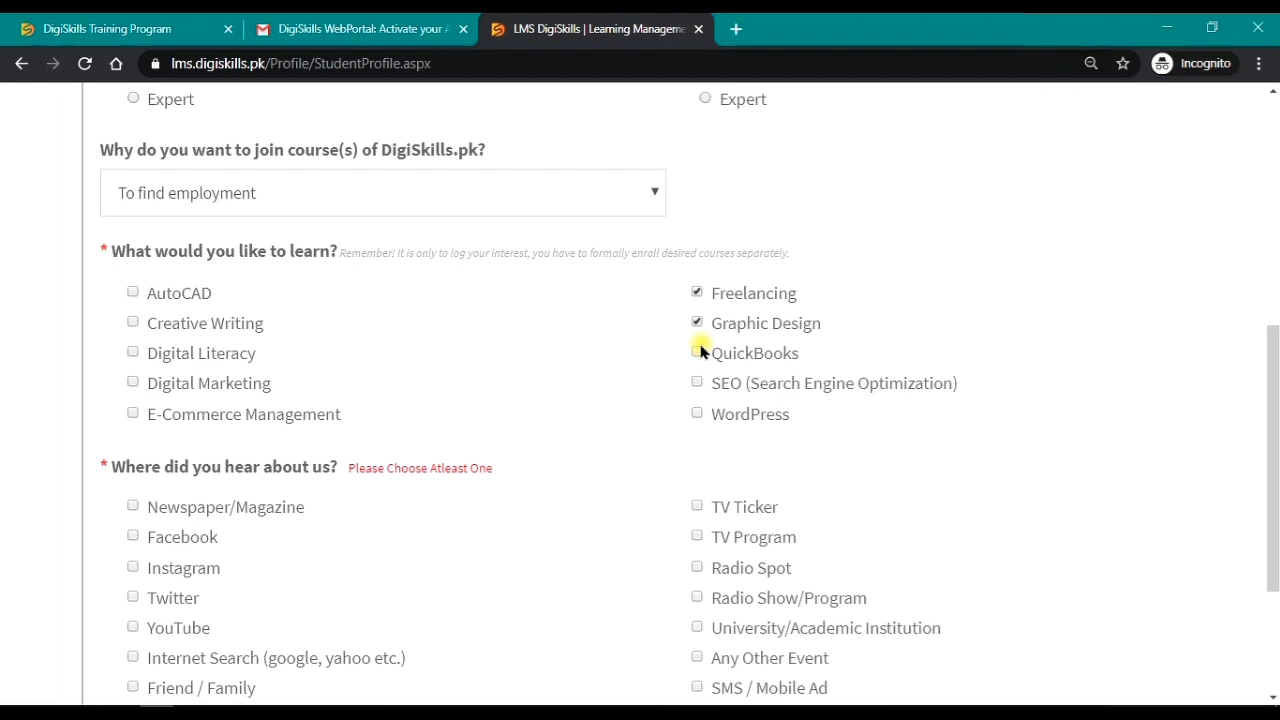 DigiSkills Training Program
DigiSkills WebPortal: Activate your A
LMS DigiSkills | Learning Manageme
lms.digiskills.pk/Profile/StudentProfile.aspx
Incognito
Expert
Expert
Why do you want to join course(s) of DigiSkills.pk?
To find employment
* What would you like to learn? Remember! It is only to log your interest, you have to formally enroll desired courses separately.
AutoCAD
Freelancing
Creative Writing
Graphic Design
Digital Literacy
QuickBooks
Digital Marketing
SEO (Search Engine Optimization)
E-Commerce Management
WordPress
* Where did you hear about us? Please Choose Atleast One
Newspaper/Magazine
TV Ticker
Facebook
TV Program
Instagram
Radio Spot
Twitter
Radio Show/Program
YouTube
University/Academic Institution
Internet Search (google, yahoo etc.)
Any Other Event
Friend / Family
SMS / Mobile Ad